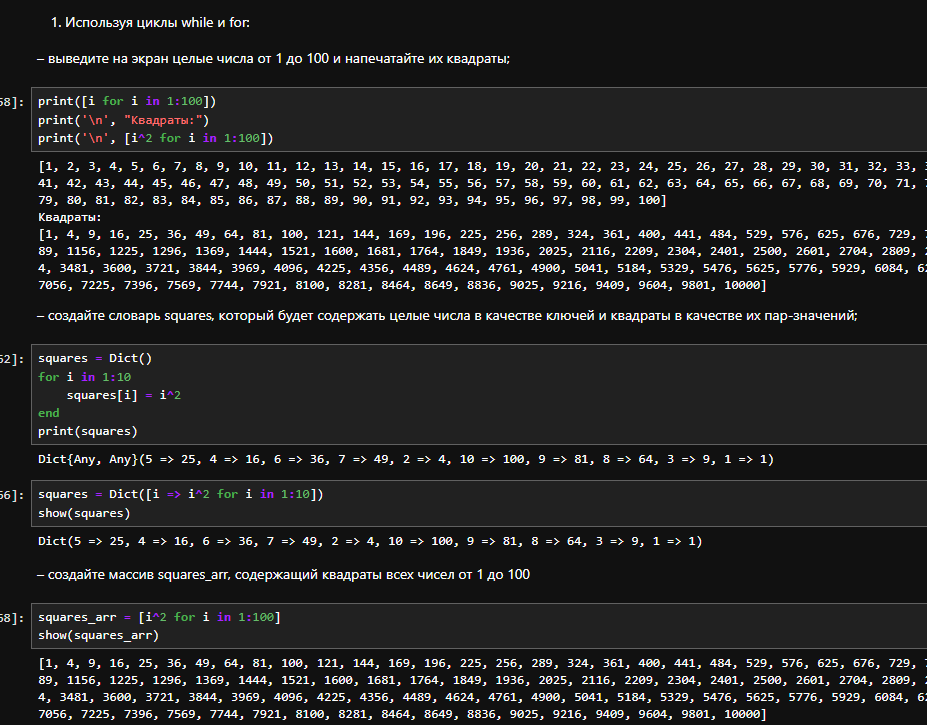 1. Используя циклы while и for:
– выведите на экран целые числа от 1 до 100 и напечатайте их квадраты;
58]:
print([i for i in 1:100])
print('\n', "Квадраты:")
print('\n', [i^2 for i in 1:100])
[1, 2, 3, 4, 5, 6, 7, 8, 9, 10, 11, 12, 13, 14, 15, 16, 17, 18, 19, 20, 21, 22, 23, 24, 25, 26, 27, 28, 29, 30, 31, 32, 33,
41, 42, 43, 44, 45, 46, 47, 48, 49, 50, 51, 52, 53, 54, 55, 56, 57, 58, 59, 60, 61, 62, 63, 64, 65, 66, 67, 68, 69, 70, 71,
79, 80, 81, 82, 83, 84, 85, 86, 87, 88, 89, 90, 91, 92, 93, 94, 95, 96, 97, 98, 99, 100]
Квадраты:
[1, 4, 9, 16, 25, 36, 49, 64, 81, 100, 121, 144, 169, 196, 225, 256, 289, 324, 361, 400, 441, 484, 529, 576, 625, 676, 729,
89, 1156, 1225, 1296, 1369, 1444, 1521, 1600, 1681, 1764, 1849, 1936, 2025, 2116, 2209, 2304, 2401, 2500, 2601, 2704, 2809,
4, 3481, 3600, 3721, 3844, 3969, 4096, 4225, 4356, 4489, 4624, 4761, 4900, 5041, 5184, 5329, 5476, 5625, 5776, 5929, 6084,
7056, 7225, 7396, 7569, 7744, 7921, 8100, 8281, 8464, 8649, 8836, 9025, 9216, 9409, 9604, 9801, 10000]
– создайте словарь squares, который будет содержать целые числа в качестве ключей и квадраты в качестве их пар-значений;
62]:
squares = Dict()
for i in 1:10
squares[i] = i^2
end
print(squares)
Dict{Any, Any}(5 => 25, 4 => 16, 6 => 36, 7 => 49, 2 => 4, 10 => 100, 9 => 81, 8 => 64, 3 => 9, 1 => 1)
66]:
squares = Dict([i => i^2 for i in 1:10])
show(squares)
Dict(5 => 25, 4 => 16, 6 => 36, 7 => 49, 2 => 4, 10 => 100, 9 => 81, 8 => 64, 3 => 9, 1 => 1)
– создайте массив squares_arr, содержащий квадраты всех чисел от 1 до 100
68]:
squares_arr = [i^2 for i in 1:100]
show(squares_arr)
[1, 4, 9, 16, 25, 36, 49, 64, 81, 100, 121, 144, 169, 196, 225, 256, 289, 324, 361, 400, 441, 484, 529, 576, 625, 676, 729,
89, 1156, 1225, 1296, 1369, 1444, 1521, 1600, 1681, 1764, 1849, 1936, 2025, 2116, 2209, 2304, 2401, 2500, 2601, 2704, 2809,
4, 3481, 3600, 3721, 3844, 3969, 4096, 4225, 4356, 4489, 4624, 4761, 4900, 5041, 5184, 5329, 5476, 5625, 5776, 5929, 6084,
7056, 7225, 7396, 7569, 7744, 7921, 8100, 8281, 8464, 8649, 8836, 9025, 9216, 9409, 9604, 9801, 10000]